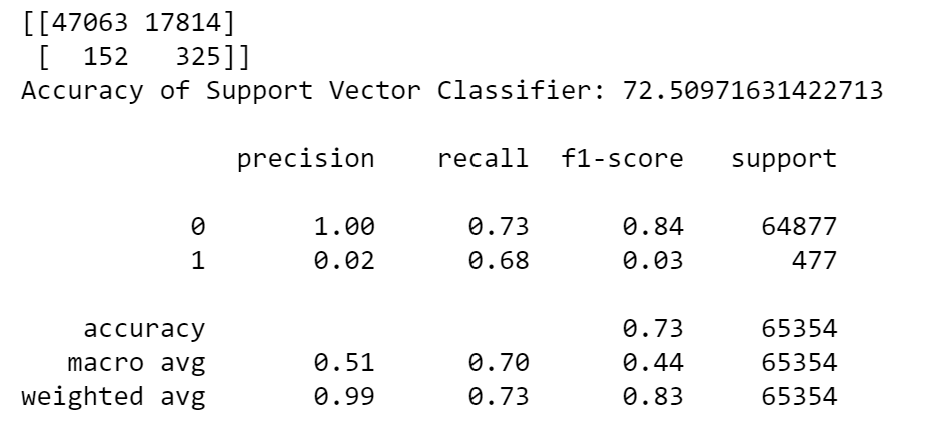 [[47063 17814]
[ 152 325]]
Accuracy of Support Vector Classifier: 72.50971631422713
precision recall f1-score support
0 1.00 0.73 0.84 64877
1 0.02 0.68 0.03 477
accuracy 0.73 65354
macro avg 0.51 0.70 0.44 65354
weighted avg 0.99 0.73 0.83 65354